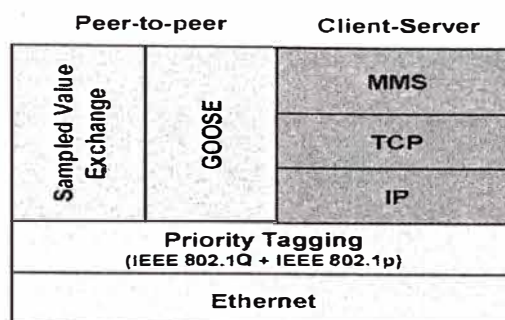 Peer-to-peer
Client-Server
Sampled Value
Exchange
GOOSE
MMS
TCP
IP
Priority Tagging
(IEEE 802.1Q + IEEE 802.1p)
Ethernet